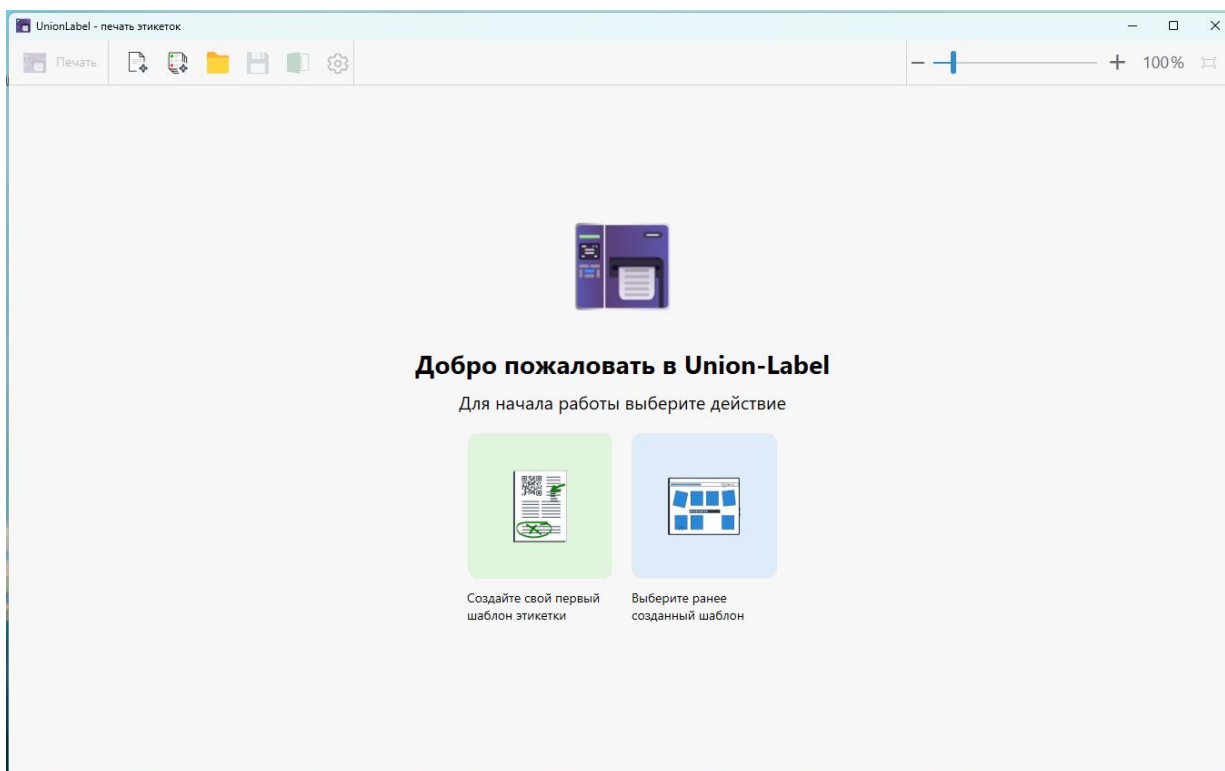 UnionLabel - печать этикеток
Печать
100%
Добро пожаловать в Union-Label
Для начала работы выберите действие
Создайте свой первый
шаблон этикетки
Выберите ранее
созданный шаблон